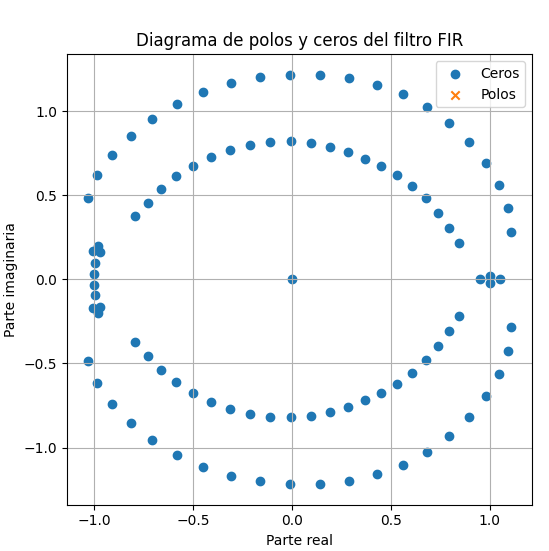 Diagrama de polos y ceros del filtro FIR
Ceros
Polos
1.0
0.5
0.0
−0.5
−1.0
Parte imaginaria
−1.0 −0.5 0.0 0.5 1.0
Parte real